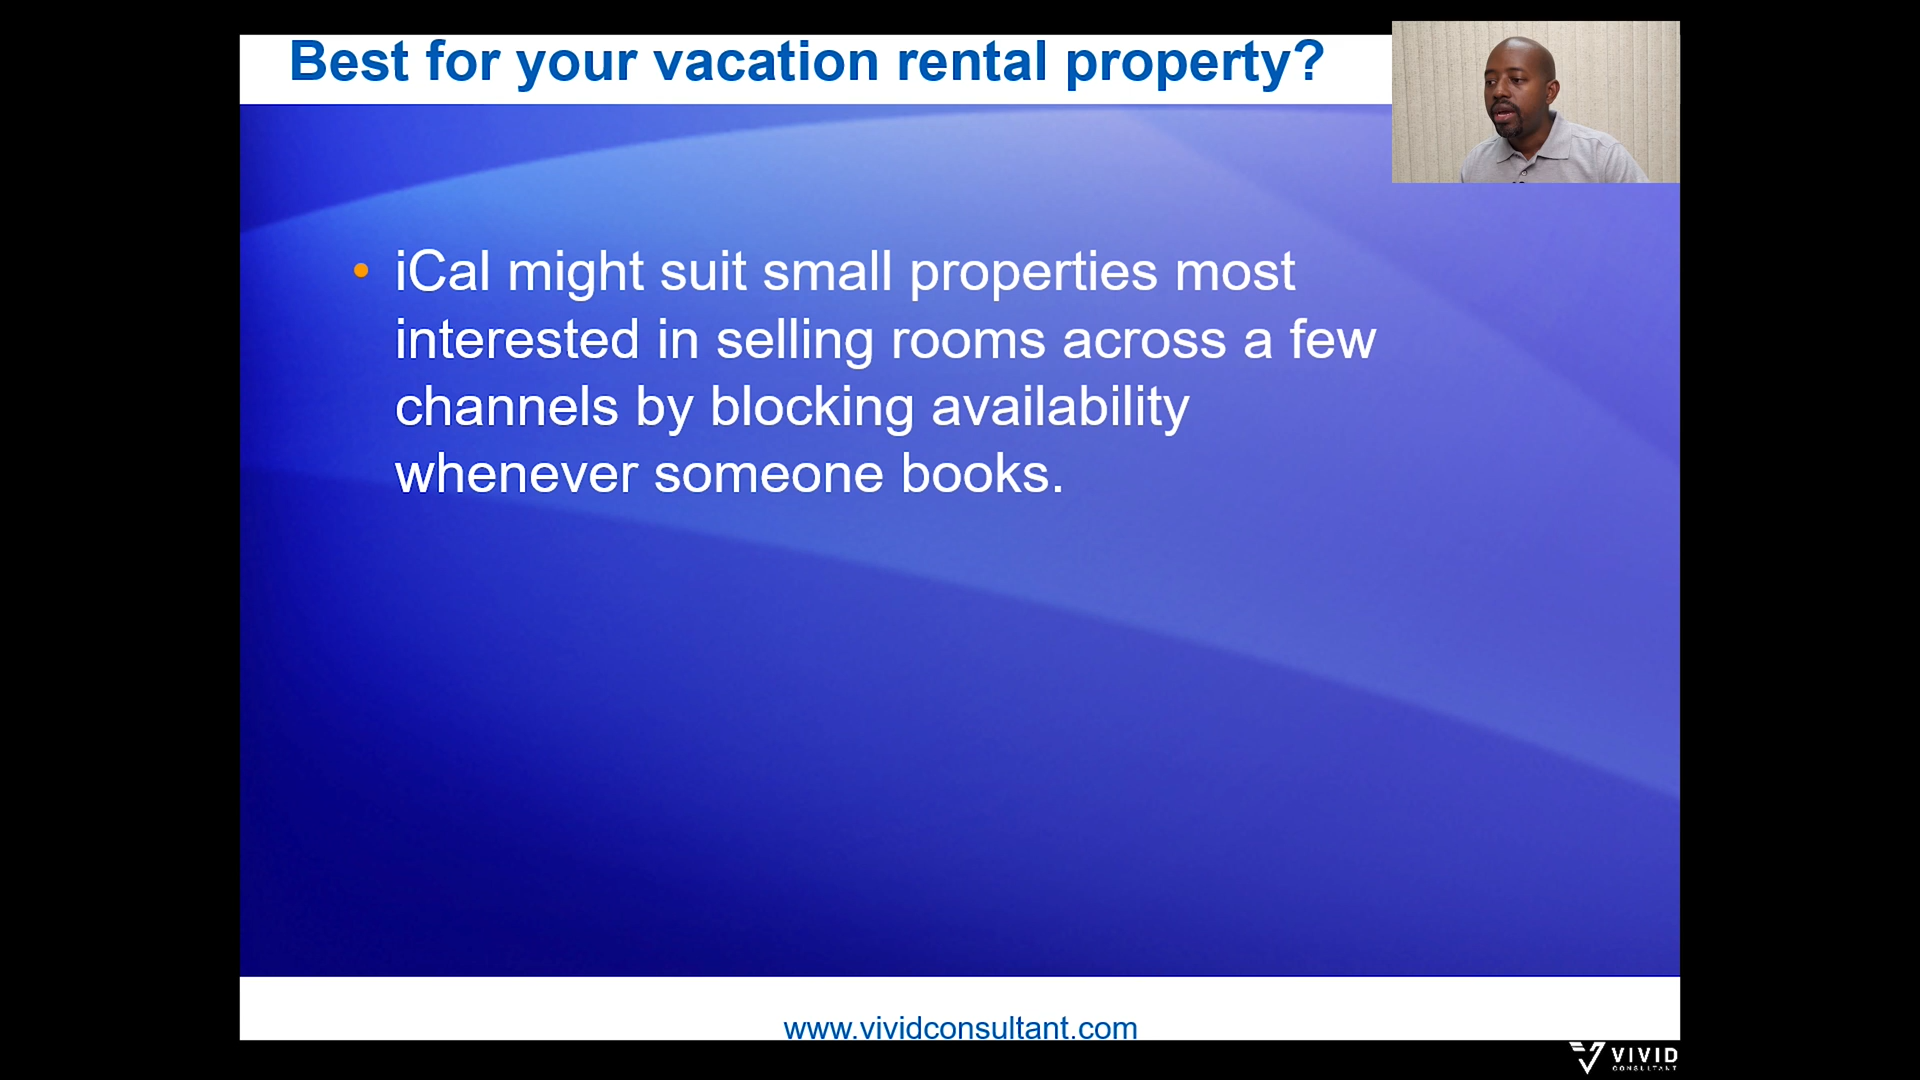 Best for your vacation rental property?
• iCal might suit small properties most
interested in selling rooms across a few
channels by blocking availability
whenever someone books.
www.vividconsultant.com
VIVID
CONSULTANT